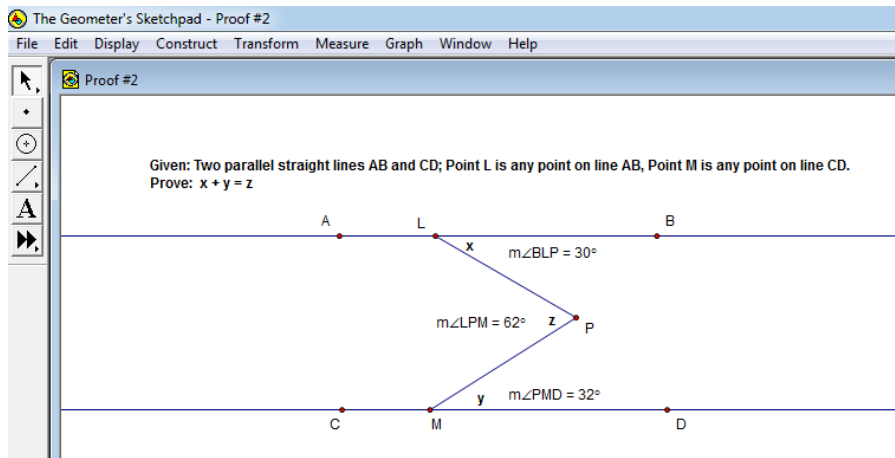 The Geometer's Sketchpad - Proof #2
File Edit Display Construct Transform Measure Graph Window Help
Proof #2
A
Given: Two parallel straight lines AB and CD; Point L is any point on line AB, Point M is any point on line CD.
Prove: x + y = z
A L B
x m∠BLP = 30°
m∠LPM = 62° z P
y m∠PMD = 32°
C M D